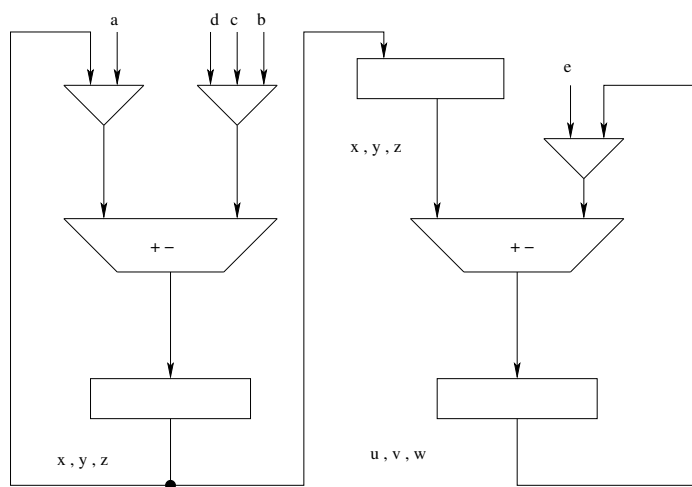 a
d c b
e
x , y , z
+ −
+ −
x , y , z
u , v , w